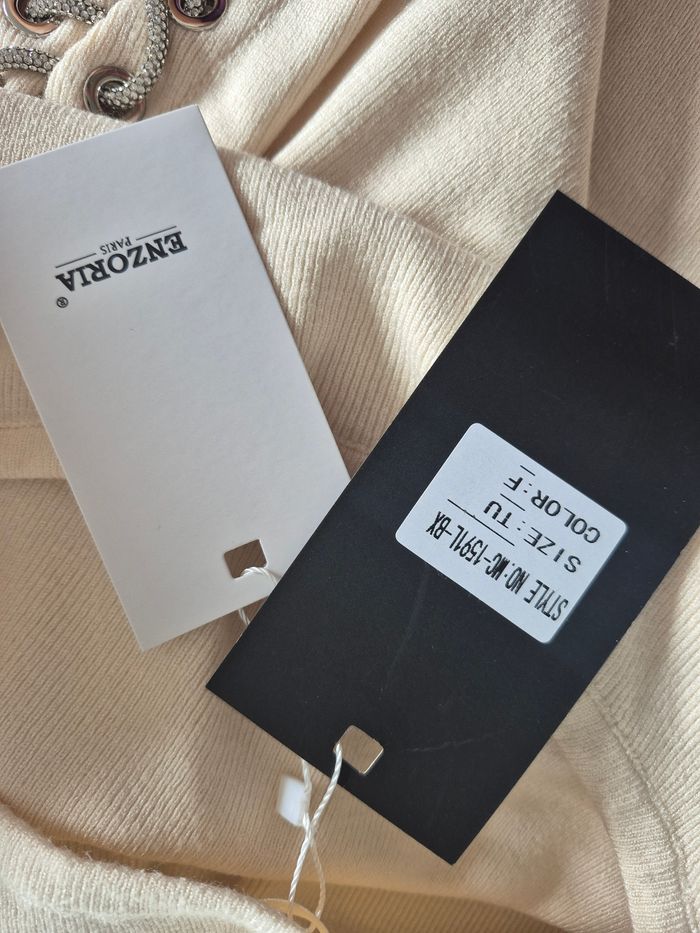 ENZORIA
PARIS
®
STYLE NO:MC-1591L-BX
SIZE:TU
COLOR:F